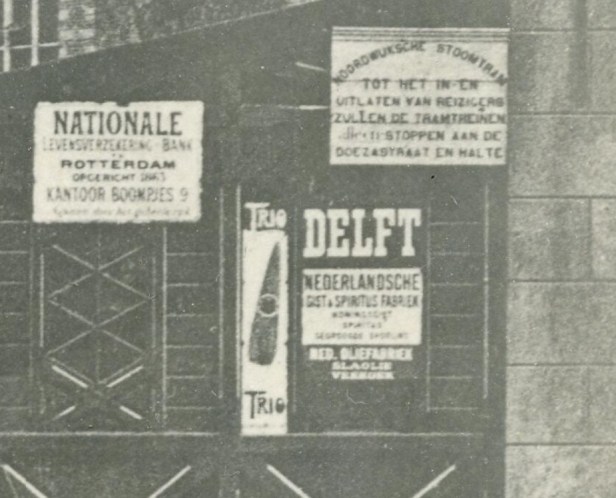 NATIONALE
LEVENSVERZEKERING-BANK
ROTTERDAM
OPGERICHT 1863
KANTOOR BOOMPJES 9
NOORDWIJKSCHE STOOMTRAM
TOT HET IN-EN
UITLATEN VAN REIZIGERS
ZULLEN DE TRAMTREINEN
alleen STOPPEN AAN DE
DOEZASTRAAT EN HALTE
TRIO
TRIO
DELFT
NEDERLANDSCHE
GIST & SPIRITUS FABRIEK
KONINGSGIST
SPIRITUS
NED. OLIEFABRIEK
SLAOLIE